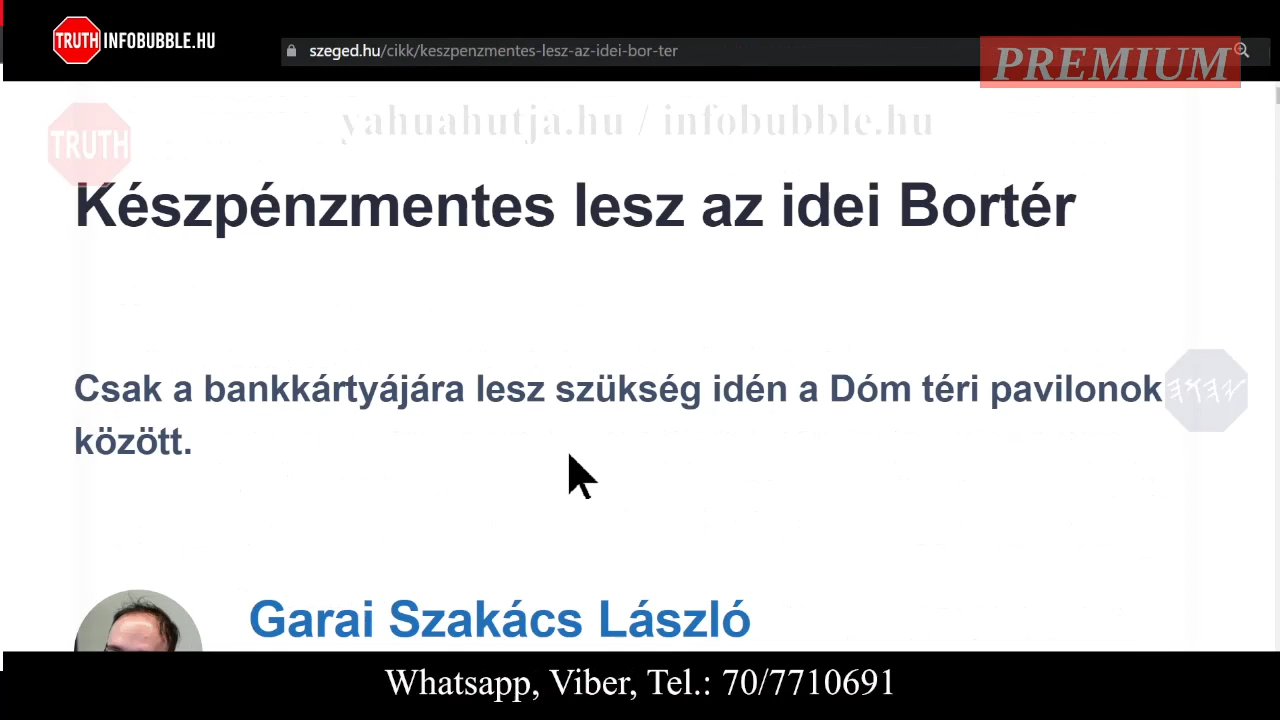 TRUTH INFOBUBBLE.HU
szeged.hu/cikk/keszpenzmentes-lesz-az-idei-bor-ter
PREMIUM
yahuahutja.hu / infobubble.hu
TRUTH
Készpénzmentes lesz az idei Bortér
Csak a bankkártyájára lesz szükség idén a Dóm téri pavilonok
között.
𐤉𐤄𐤅𐤄
Garai Szakács László
Whatsapp, Viber, Tel.: 70/7710691